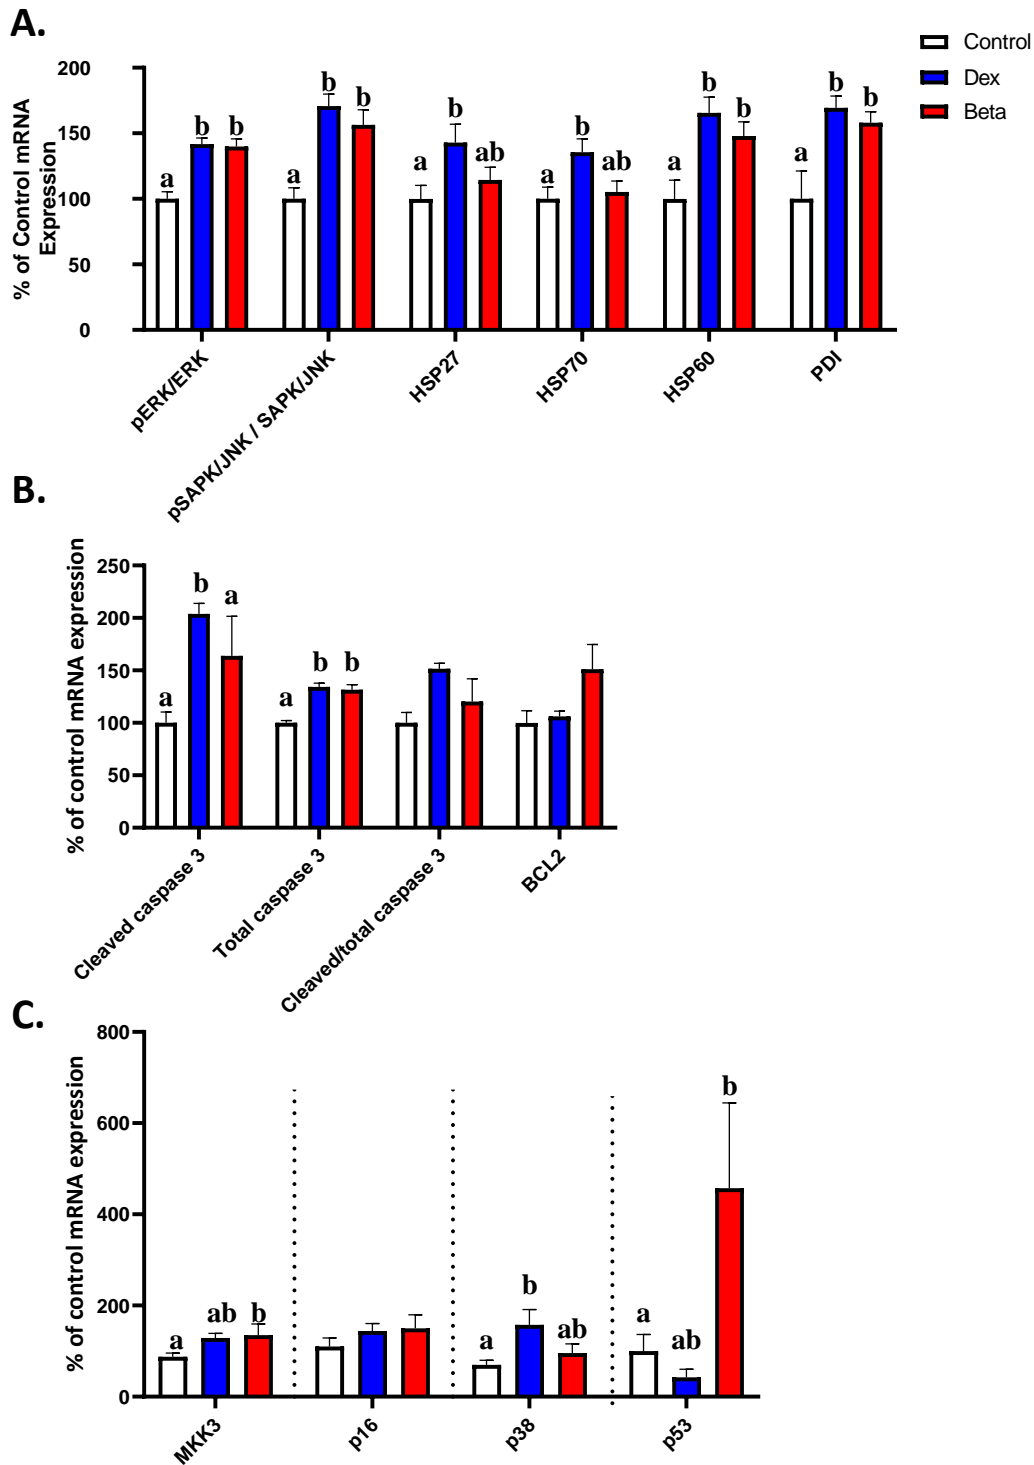 A.
Control
Dex
Beta
% of Control mRNA
Expression
200
150
100
50
0
a b b
a b b
a b ab
a b ab
a b b
a b b
pERK/ERK
pSAPK/JNK / SAPK/JNK
HSP27
HSP70
HSP60
PDI
B.
% of control mRNA expression
250
200
150
100
50
0
a b a
a b b
Cleaved caspase 3
Total caspase 3
Cleaved/total caspase 3
BCL2
C.
% of control mRNA expression
800
600
400
200
0
a ab b
a b ab
a ab b
MKK3
p16
p38
p53